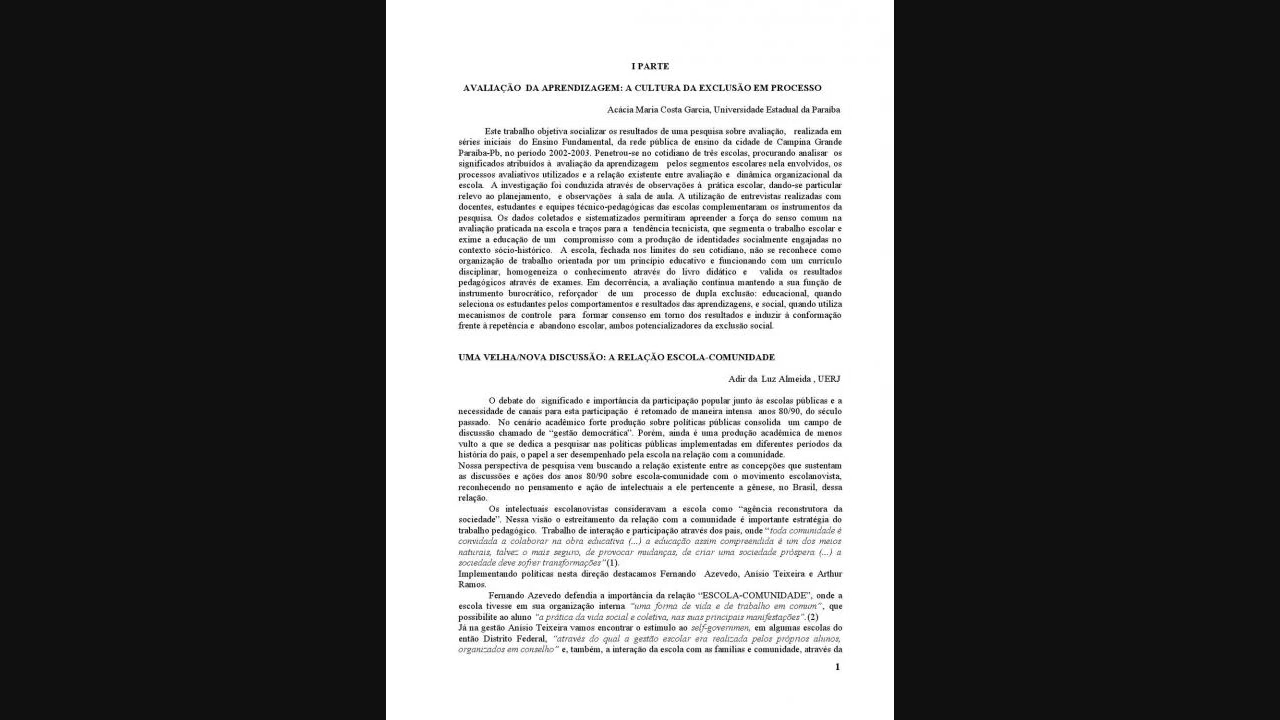 I PARTE
AVALIAÇÃO DA APRENDIZAGEM: A CULTURA DA EXCLUSÃO EM PROCESSO
Acácia Maria Costa Garcia, Universidade Estadual da Paraíba
Este trabalho objetiva socializar os resultados de uma pesquisa sobre avaliação, realizada em
séries iniciais do Ensino Fundamental, da rede pública de ensino da cidade de Campina Grande
Paraíba-Pb, no período 2002-2003. Penetrou-se no cotidiano de três escolas, procurando analisar os
significados atribuídos à avaliação da aprendizagem pelos segmentos escolares nela envolvidos, os
processos avaliativos utilizados e a relação existente entre avaliação e dinâmica organizacional da
escola. A investigação foi conduzida através de observações à prática escolar, dando-se particular
relevo ao planejamento, e observações à sala de aula. A utilização de entrevistas realizadas com
docentes, estudantes e equipes técnico-pedagógicas das escolas complementaram os instrumentos da
pesquisa. Os dados coletados e sistematizados permitiram apreender a força do senso comum na
avaliação praticada na escola e traços para a tendência tecnicista, que segmenta o trabalho escolar e
exime a educação de um compromisso com a produção de identidades socialmente engajadas no
contexto sócio-histórico. A escola, fechada nos limites do seu cotidiano, não se reconhece como
organização de trabalho orientada por um princípio educativo e funcionando com um currículo
disciplinar, homogeneiza o conhecimento através do livro didático e valida os resultados
pedagógicos através de exames. Em decorrência, a avaliação continua mantendo a sua função de
instrumento burocrático, reforçador de um processo de dupla exclusão: educacional, quando
seleciona os estudantes pelos comportamentos e resultados das aprendizagens, e social, quando utiliza
mecanismos de controle para formar consenso em torno dos resultados e induzir à conformação
frente à repetência e abandono escolar, ambos potencializadores da exclusão social.
UMA VELHA/NOVA DISCUSSÃO: A RELAÇÃO ESCOLA-COMUNIDADE
Adir da Luz Almeida , UERJ
O debate do significado e importância da participação popular junto às escolas públicas e a
necessidade de canais para esta participação é retomado de maneira intensa anos 80/90, do século
passado. No cenário acadêmico forte produção sobre políticas públicas consolida um campo de
discussão chamado de “gestão democrática”. Porém, ainda é uma produção acadêmica de menos
vulto a que se dedica a pesquisar nas políticas públicas implementadas em diferentes períodos da
história do país, o papel a ser desempenhado pela escola na relação com a comunidade.
Nossa perspectiva de pesquisa vem buscando a relação existente entre as concepções que sustentam
as discussões e ações dos anos 80/90 sobre escola-comunidade com o movimento escolanovista,
reconhecendo no pensamento e ação de intelectuais a ele pertencente a gênese, no Brasil, dessa
relação.
Os intelectuais escolanovistas consideravam a escola como “agência reconstrutora da
sociedade”. Nessa visão o estreitamento da relação com a comunidade é importante estratégia do
trabalho pedagógico. Trabalho de interação e participação através dos pais, onde “toda comunidade é
convidada a colaborar na obra educativa (...) a educação assim compreendida é um dos meios
naturais, talvez o mais seguro, de provocar mudanças, de criar uma sociedade próspera (...) a
sociedade deve sofrer transformações”(1).
Implementando políticas nesta direção destacamos Fernando Azevedo, Anísio Teixeira e Arthur
Ramos.
Fernando Azevedo defendia a importância da relação “ESCOLA-COMUNIDADE”, onde a
escola tivesse em sua organização interna “uma forma de vida e de trabalho em comum”, que
possibilite ao aluno “a prática da vida social e coletiva, nas suas principais manifestações”.(2)
Já na gestão Anísio Teixeira vamos encontrar o estímulo ao self-governmen, em algumas escolas do
então Distrito Federal, “através do qual a gestão escolar era realizada pelos próprios alunos,
organizados em conselho” e, também, a interação da escola com as famílias e comunidade, através da
1